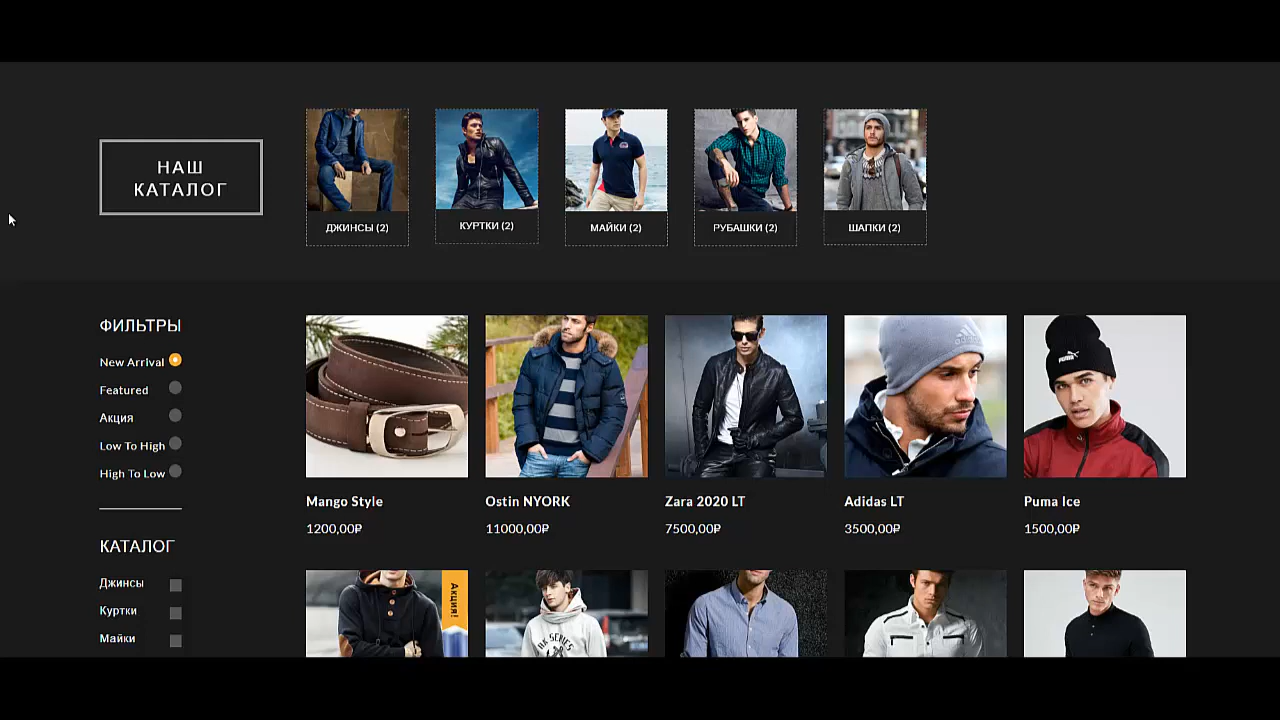 НАШ
КАТАЛОГ
ДЖИНСЫ (2)
КУРТКИ (2)
МАЙКИ (2)
РУБАШКИ (2)
ШАПКИ (2)
ФИЛЬТРЫ
New Arrival
Featured
Акция
Low To High
High To Low
КАТАЛОГ
Джинсы
Куртки
Майки
adidas
PUMA
Mango Style
1200,00₽
Ostin NYORK
11000,00₽
Zara 2020 LT
7500,00₽
Adidas LT
3500,00₽
Puma Ice
1500,00₽
Акция!